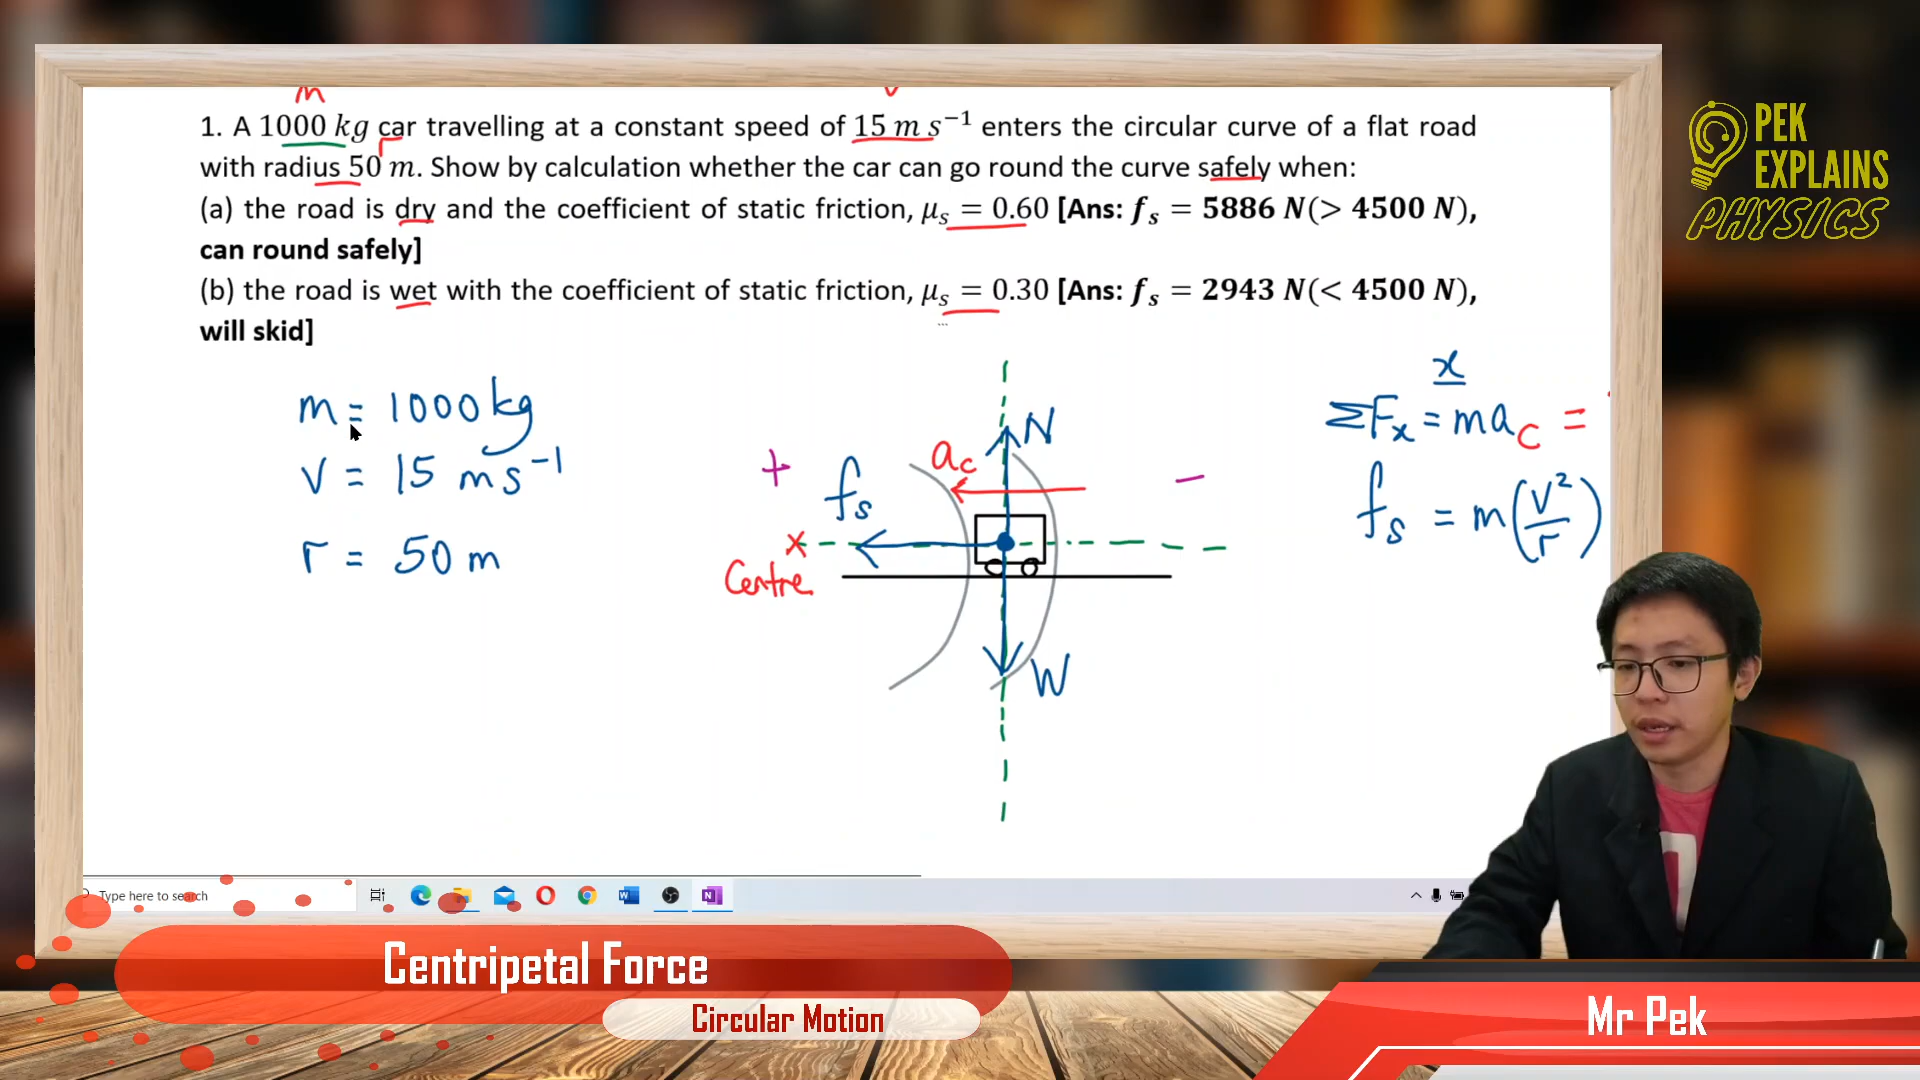 m
v
1. A 1000 kg car travelling at a constant speed of 15 m s⁻¹ enters the circular curve of a flat road
r
with radius 50 m. Show by calculation whether the car can go round the curve safely when:
(a) the road is dry and the coefficient of static friction, μₛ = 0.60 [Ans: fₛ = 5886 N(> 4500 N),
can round safely]
(b) the road is wet with the coefficient of static friction, μₛ = 0.30 [Ans: fₛ = 2943 N(< 4500 N),
will skid]
PEK
EXPLAINS
PHYSICS
m = 1000 kg
v = 15 m s⁻¹
r = 50 m
+
fₛ
a_c
N
−
x
Centre
W
x
ΣFₓ = ma_c =
fₛ = m(v²/r)
Type here to search
Centripetal Force
Circular Motion
Mr Pek